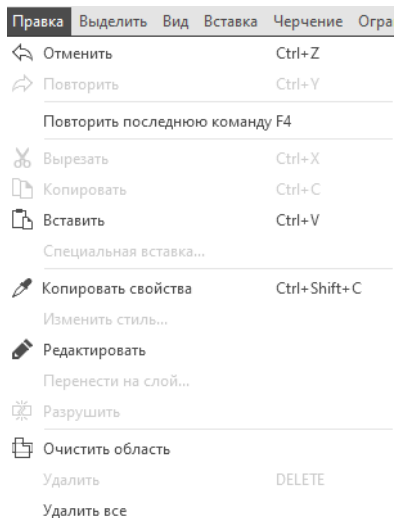 Правка Выделить Вид Вставка Черчение Огра
Отменить Ctrl+Z
Повторить Ctrl+Y
Повторить последнюю команду F4
Вырезать Ctrl+X
Копировать Ctrl+C
Вставить Ctrl+V
Специальная вставка...
Копировать свойства Ctrl+Shift+C
Изменить стиль...
Редактировать
Перенести на слой...
Разрушить
Очистить область
Удалить DELETE
Удалить все